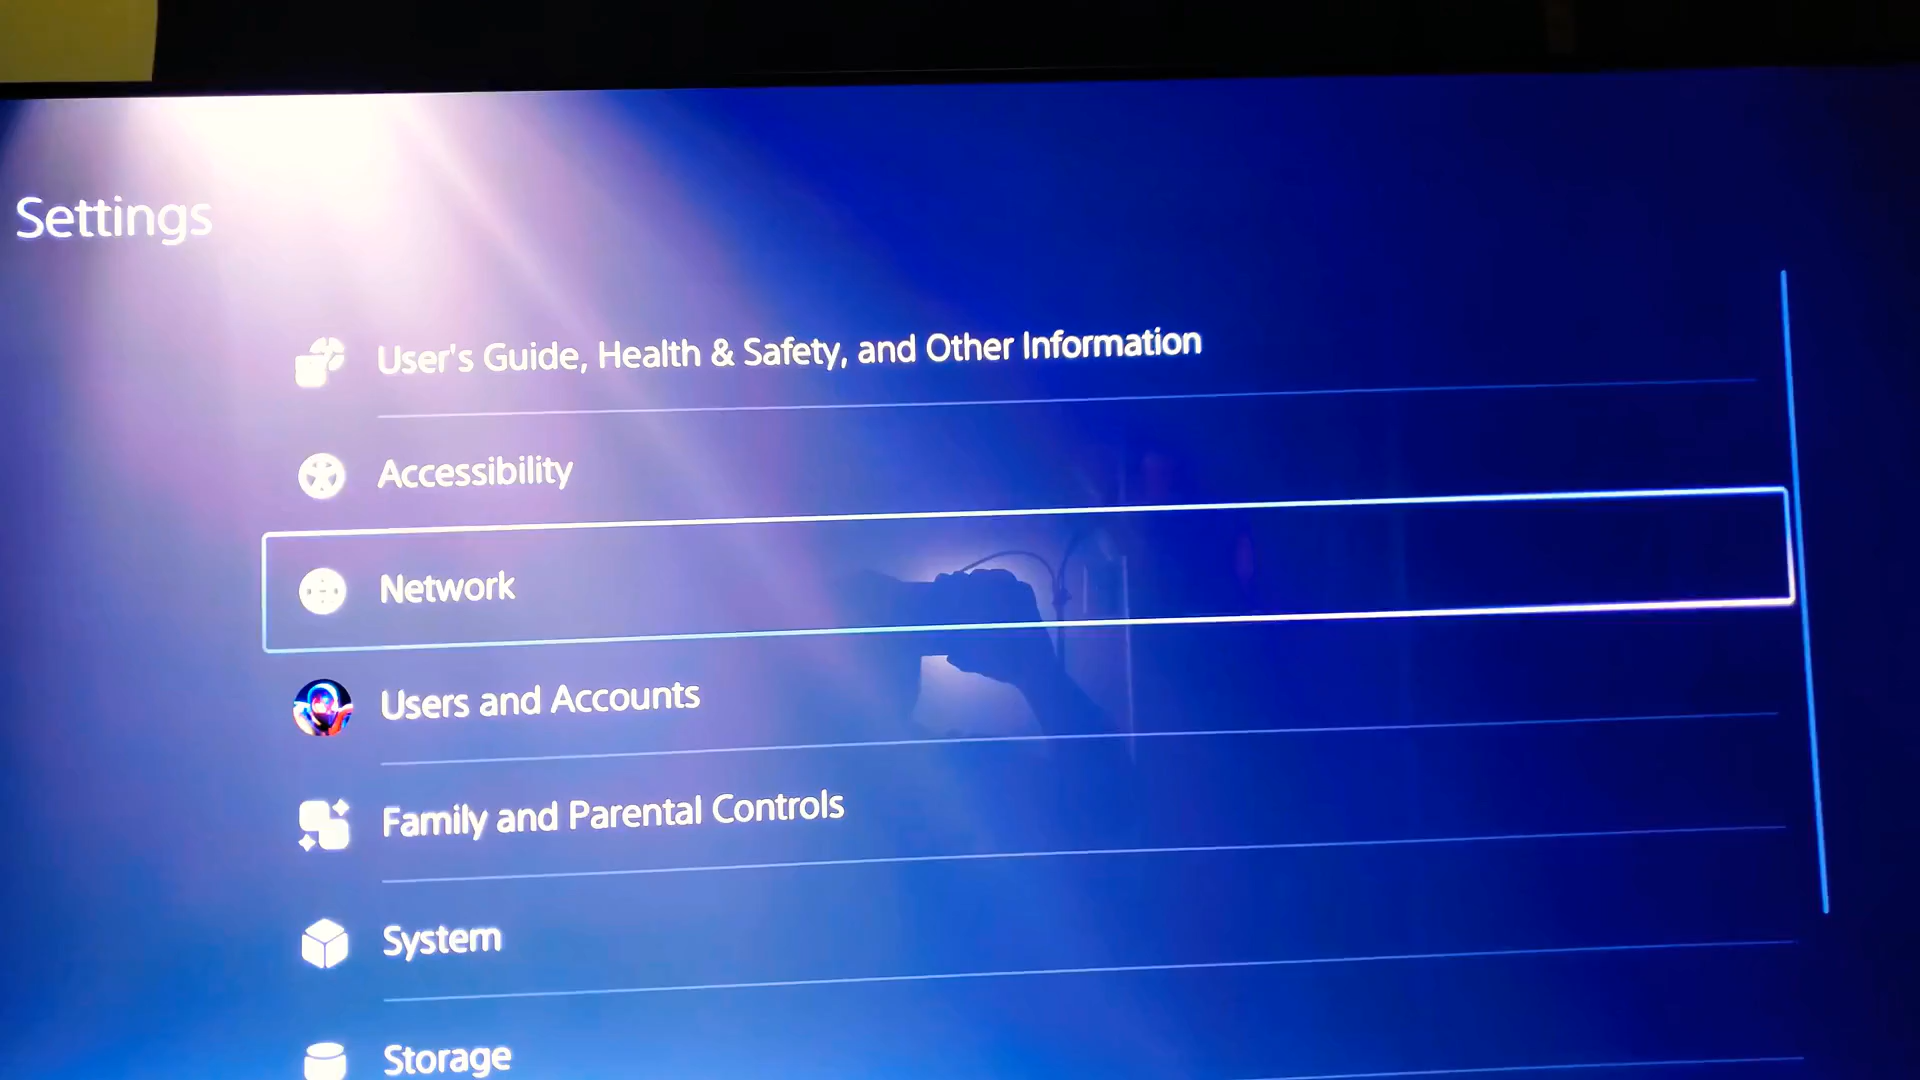 Settings
User's Guide, Health & Safety, and Other Information
Accessibility
Network
Users and Accounts
Family and Parental Controls
System
Storage